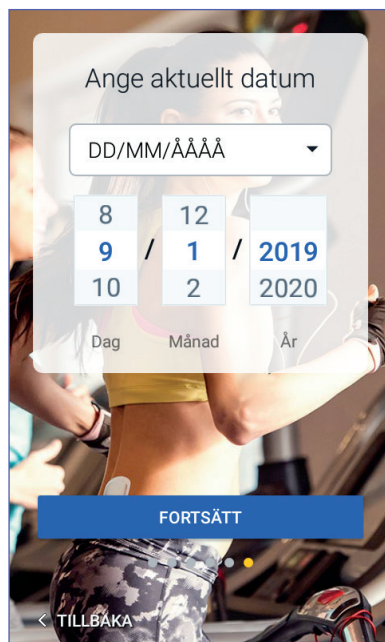 Ange aktuellt datum
DD/MM/ÅÅÅÅ
8 12
9 / 1 / 2019
10 2 2020
Dag Månad År
FORTSÄTT
< TILLBAKA